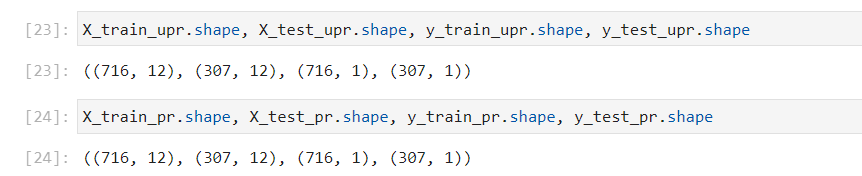 [23]: X_train_upr.shape, X_test_upr.shape, y_train_upr.shape, y_test_upr.shape
[23]: ((716, 12), (307, 12), (716, 1), (307, 1))
[24]: X_train_pr.shape, X_test_pr.shape, y_train_pr.shape, y_test_pr.shape
[24]: ((716, 12), (307, 12), (716, 1), (307, 1))